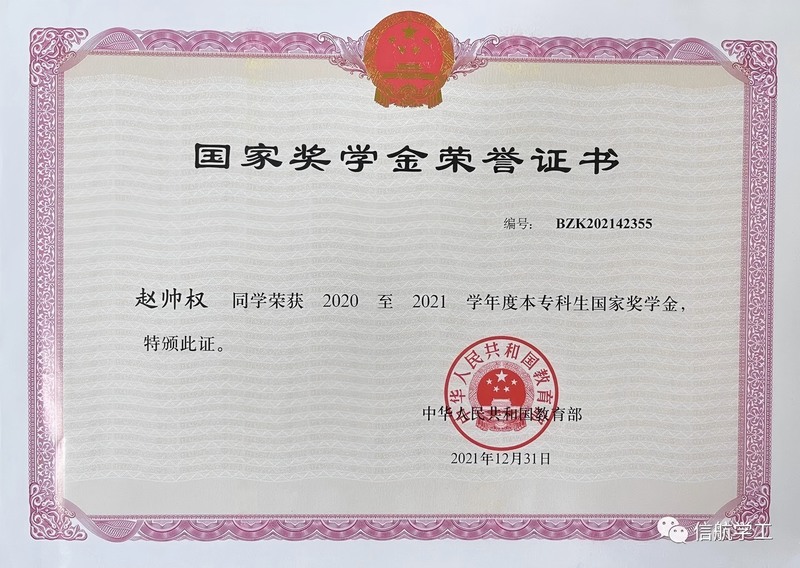 国家奖学金荣誉证书
编号： BZK202142355
赵帅权 同学荣获 2020 至 2021 学年度本专科生国家奖学金，
特颁此证。
中华人民共和国教育部
中华人民共和国教育部
2021年12月31日
信航学工